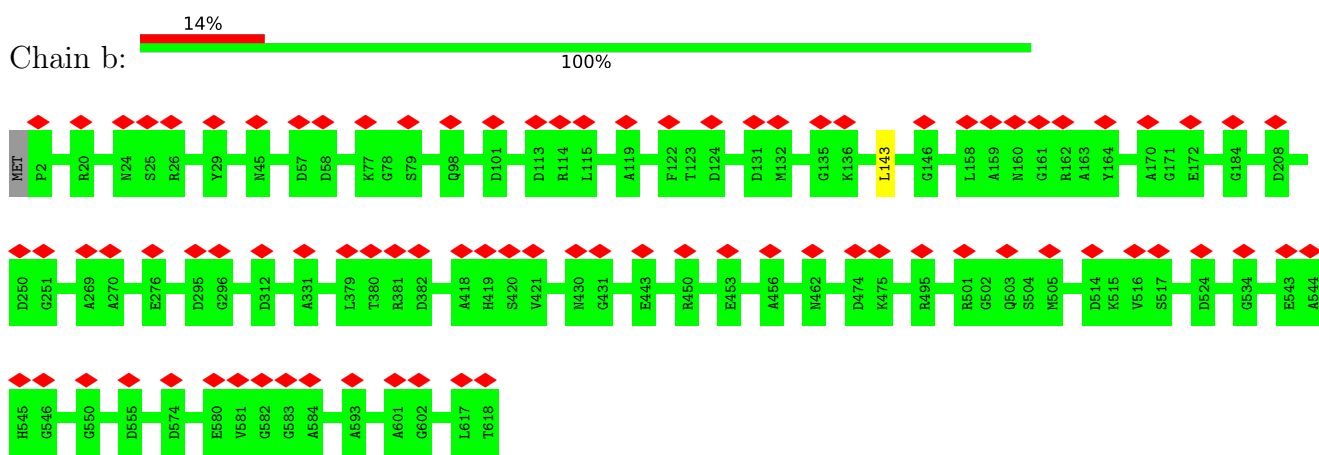 14%
Chain b:
100%
MET P2 R20 N24 S25 R26 Y29 N45 D57 D58 K77 G78 S79 Q98 D101 D113 R114 L115 A119 F122 T123 D124 D131 M132 G135 K136 L143 G146 L158 A159 N160 G161 R162 A163 Y164 A170 G171 E172 G184 D208
D250 G251 A269 A270 E276 D295 G296 D312 A331 L379 T380 R381 D382 A418 H419 S420 V421 N430 G431 E443 R450 E453 A456 N462 D474 K475 R495 R501 G502 Q503 S504 M505 D514 K515 V516 S517 D524 G534 E543 A544
H545 G546 G550 D555 D574 E580 V581 G582 G583 A584 A593 A601 G602 L617 T618